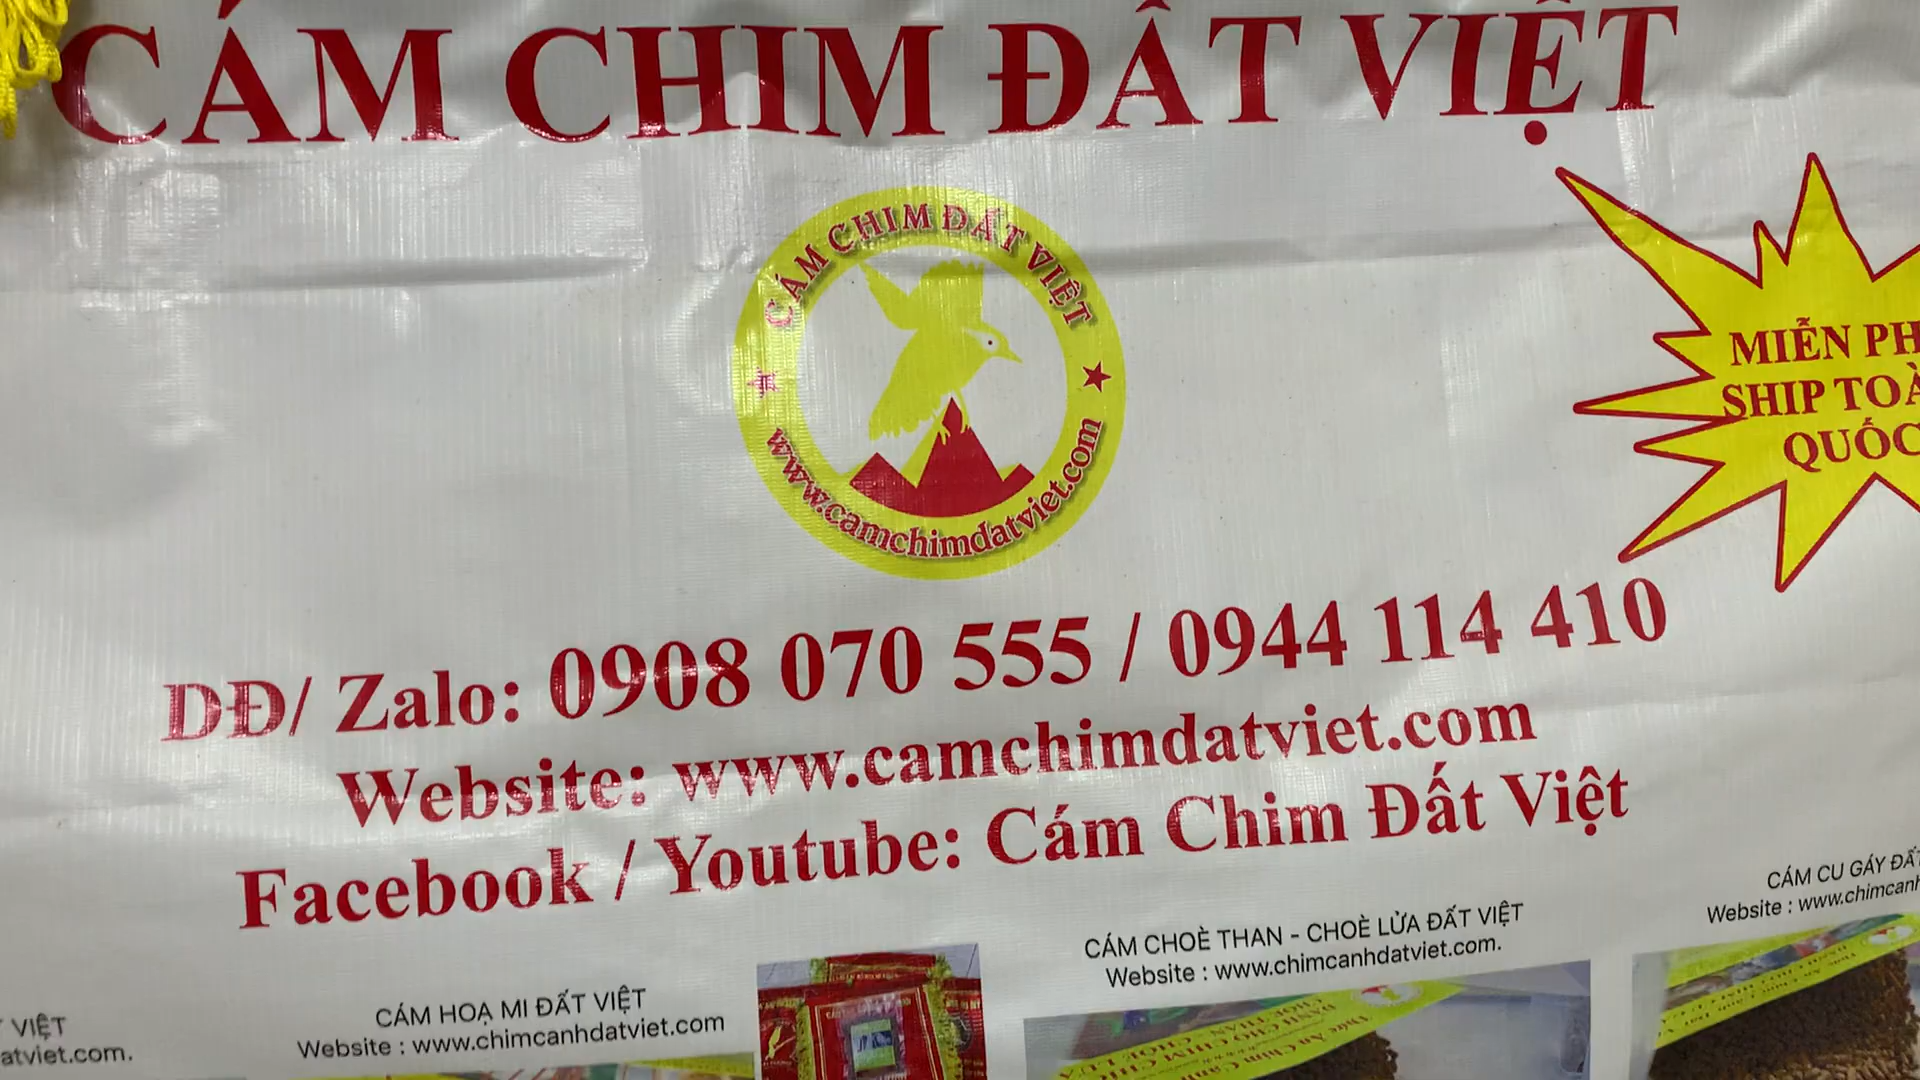 CÁM CHIM ĐẤT VIỆT
CÁM CHIM ĐẤT VIỆT
www.camchimdatviet.com
MIỄN PH
SHIP TOÀ
QUỐC
DĐ/ Zalo: 0908 070 555 / 0944 114 410
Website: www.camchimdatviet.com
Facebook / Youtube: Cám Chim Đất Việt
CÁM CU GÁY ĐẤT
Website : www.chimcanh
CÁM CHOÈ THAN - CHOÈ LỬA ĐẤT VIỆT
Website : www.chimcanhdatviet.com.
CÁM HOẠ MI ĐẤT VIỆT
Website : www.chimcanhdatviet.com
VIỆT
atviet.com.